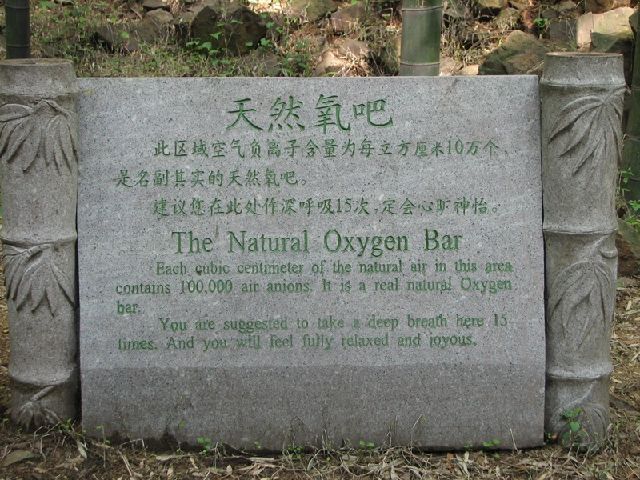 天然氧吧
此区域空气负离子含量为每立方厘米10万个、
是名副其实的天然氧吧。
建议您在此处作深呼吸15次,定会心旷神怡。
The Natural Oxygen Bar
Each cubic centimeter of the natural air in this area
contains 100,000 air anions. It is a real natural Oxygen
bar.
You are suggested to take a deep breath here 15
times. And you will feel fully relaxed and joyous.